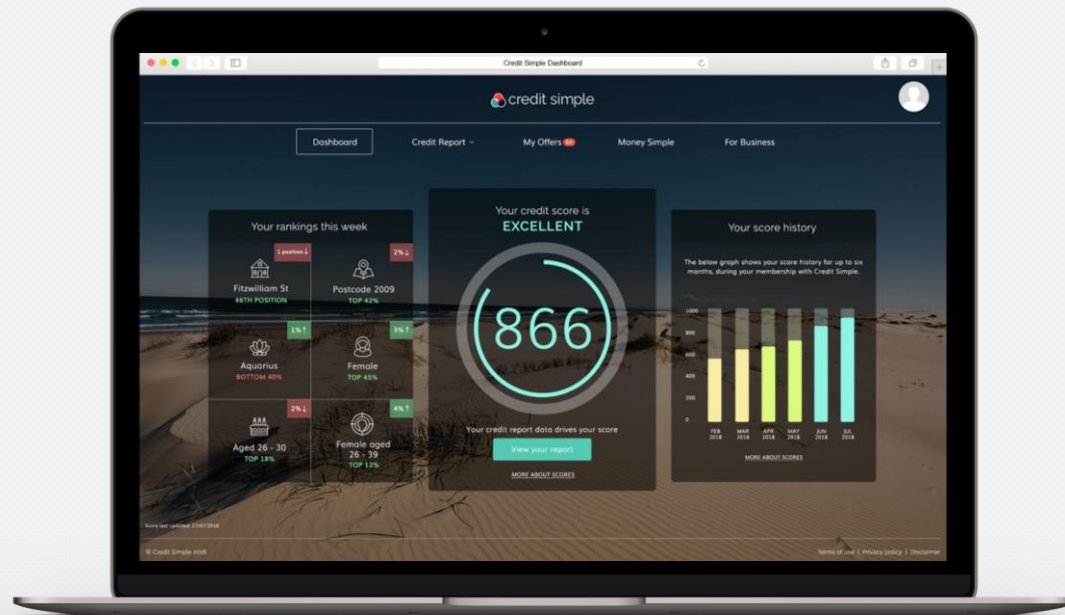 Credit Simple Dashboard
credit simple
Dashboard
Credit Report
My Offers
Money Simple
For Business
Your rankings this week
1 position ↓
Fitzwilliam St
46TH POSITION
2% ↓
Postcode 2009
TOP 42%
1% ↑
Aquarius
BOTTOM 40%
3% ↑
Female
TOP 45%
2% ↓
Aged 26 - 30
TOP 18%
4% ↑
Female aged
26 - 39
TOP 13%
Your credit score is
EXCELLENT
866
Your credit report data drives your score
View your report
MORE ABOUT SCORES
Your score history
The below graph shows your score history for up to six
months, during your membership with Credit Simple.
1000
800
600
400
200
0
FEB
2018
MAR
2018
APR
2018
MAY
2018
JUN
2018
JUL
2018
MORE ABOUT SCORES
Score last updated: 27/07/2018
© Credit Simple 2018
Terms of use | Privacy policy | Disclaimer